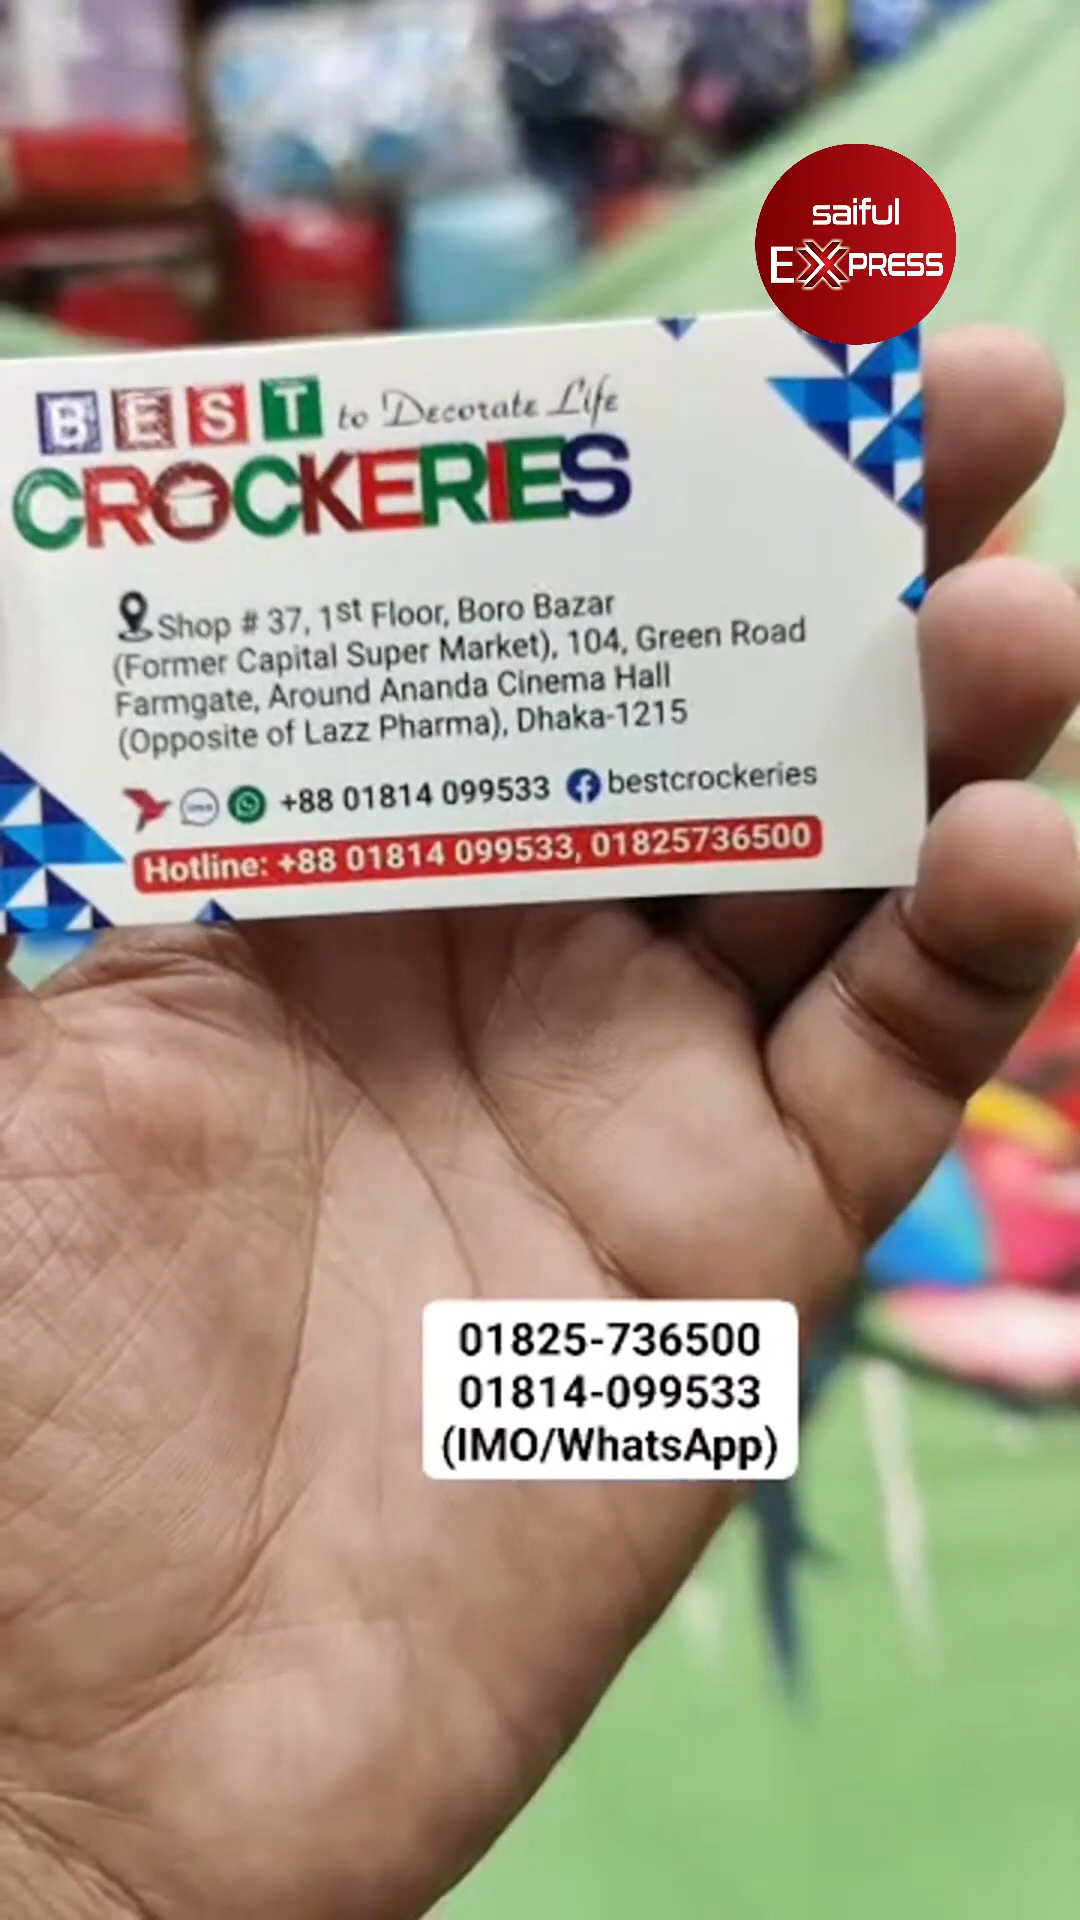 saiful
EXPRESS
BEST to Decorate Life
CROCKERIES
Shop # 37, 1st Floor, Boro Bazar
(Former Capital Super Market), 104, Green Road
Farmgate, Around Ananda Cinema Hall
(Opposite of Lazz Pharma), Dhaka-1215
+88 01814 099533 bestcrockeries
Hotline: +88 01814 099533, 01825736500
01825-736500
01814-099533
(IMO/WhatsApp)